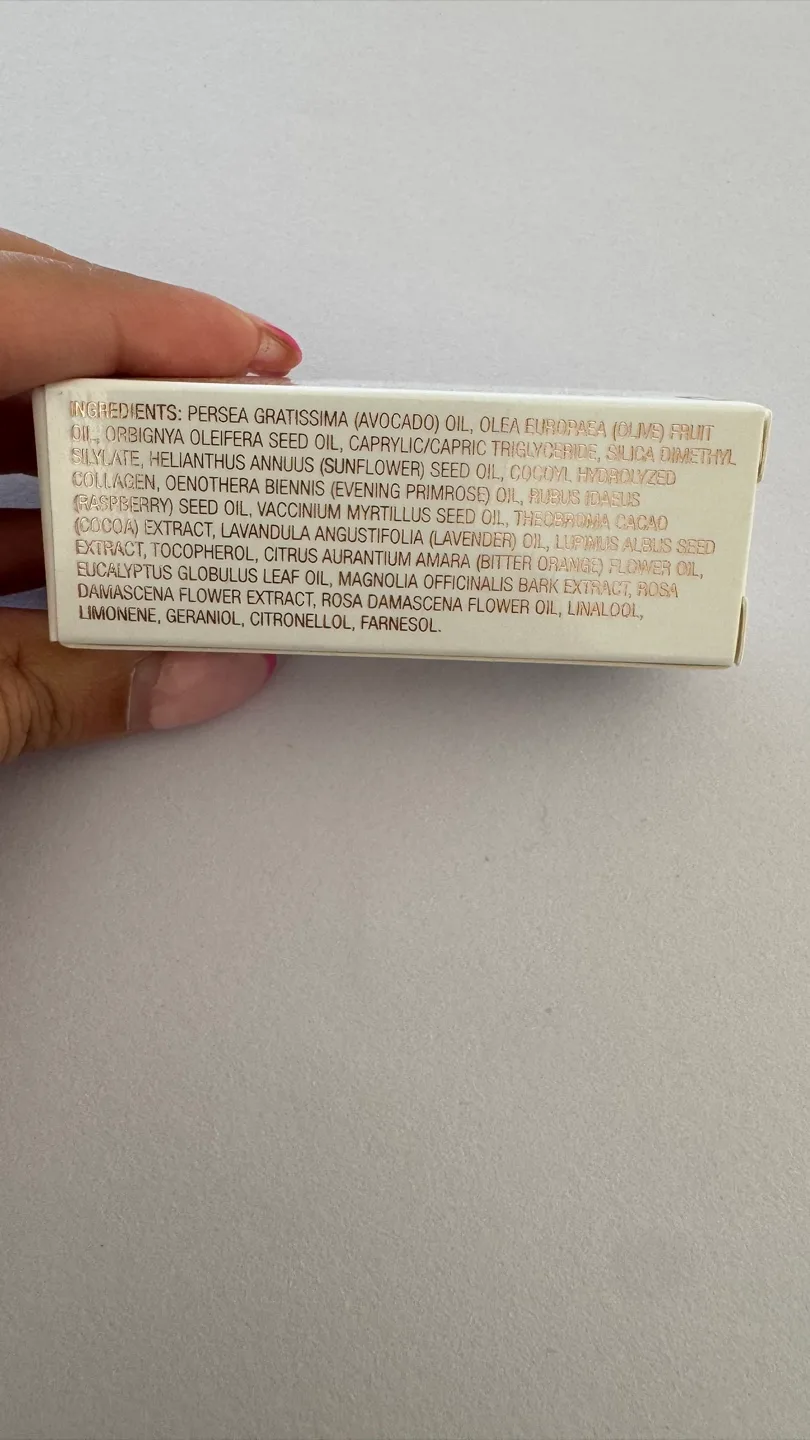 INGREDIENTS: PERSEA GRATISSIMA (AVOCADO) OIL, OLEA EUROPAEA (OLIVE) FRUIT
OIL, ORBIGNYA OLEIFERA SEED OIL, CAPRYLIC/CAPRIC TRIGLYCERIDE, SILICA DIMETHYL
SILYLATE, HELIANTHUS ANNUUS (SUNFLOWER) SEED OIL, COCOYL HYDROLYZED
COLLAGEN, OENOTHERA BIENNIS (EVENING PRIMROSE) OIL, RUBUS IDAEUS
(RASPBERRY) SEED OIL, VACCINIUM MYRTILLUS SEED OIL, THEOBROMA CACAO
(COCOA) EXTRACT, LAVANDULA ANGUSTIFOLIA (LAVENDER) OIL, LUPINUS ALBUS SEED
EXTRACT, TOCOPHEROL, CITRUS AURANTIUM AMARA (BITTER ORANGE) FLOWER OIL,
EUCALYPTUS GLOBULUS LEAF OIL, MAGNOLIA OFFICINALIS BARK EXTRACT, ROSA
DAMASCENA FLOWER EXTRACT, ROSA DAMASCENA FLOWER OIL, LINALOOL,
LIMONENE, GERANIOL, CITRONELLOL, FARNESOL.